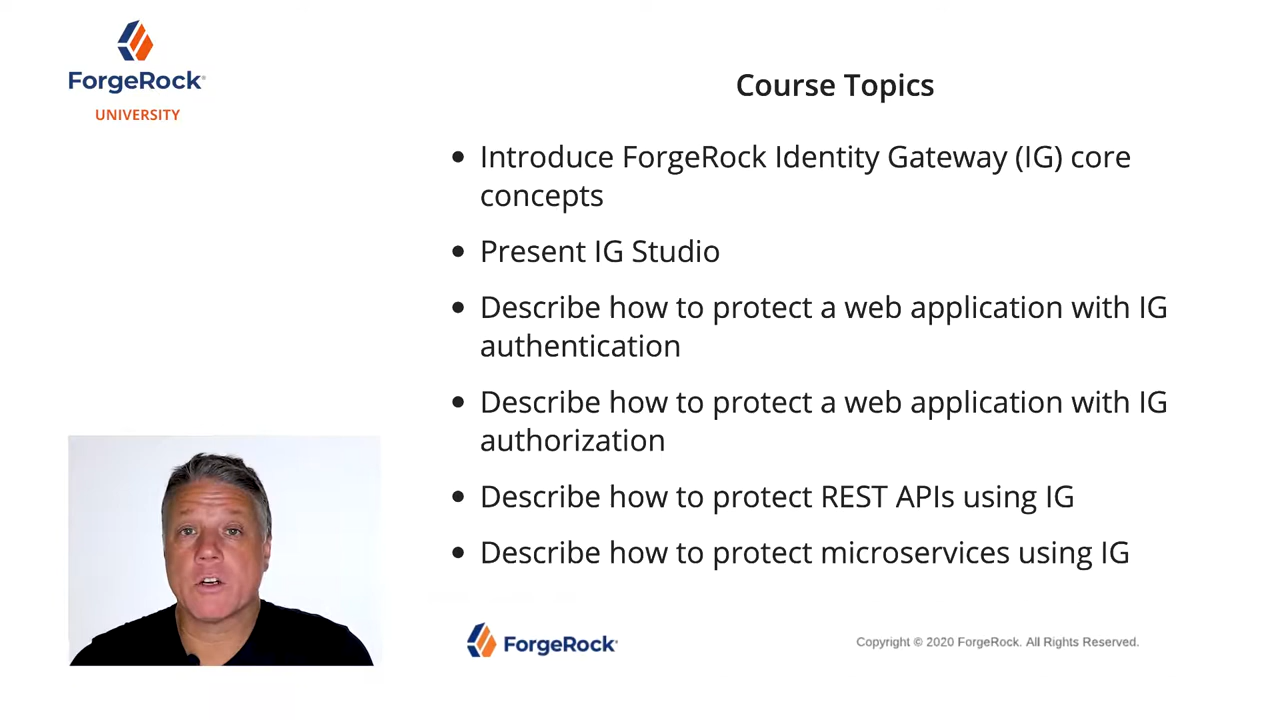 ForgeRock®
UNIVERSITY
Course Topics
• Introduce ForgeRock Identity Gateway (IG) core
concepts
• Present IG Studio
• Describe how to protect a web application with IG
authentication
• Describe how to protect a web application with IG
authorization
• Describe how to protect REST APIs using IG
• Describe how to protect microservices using IG
ForgeRock®
Copyright © 2020 ForgeRock. All Rights Reserved.